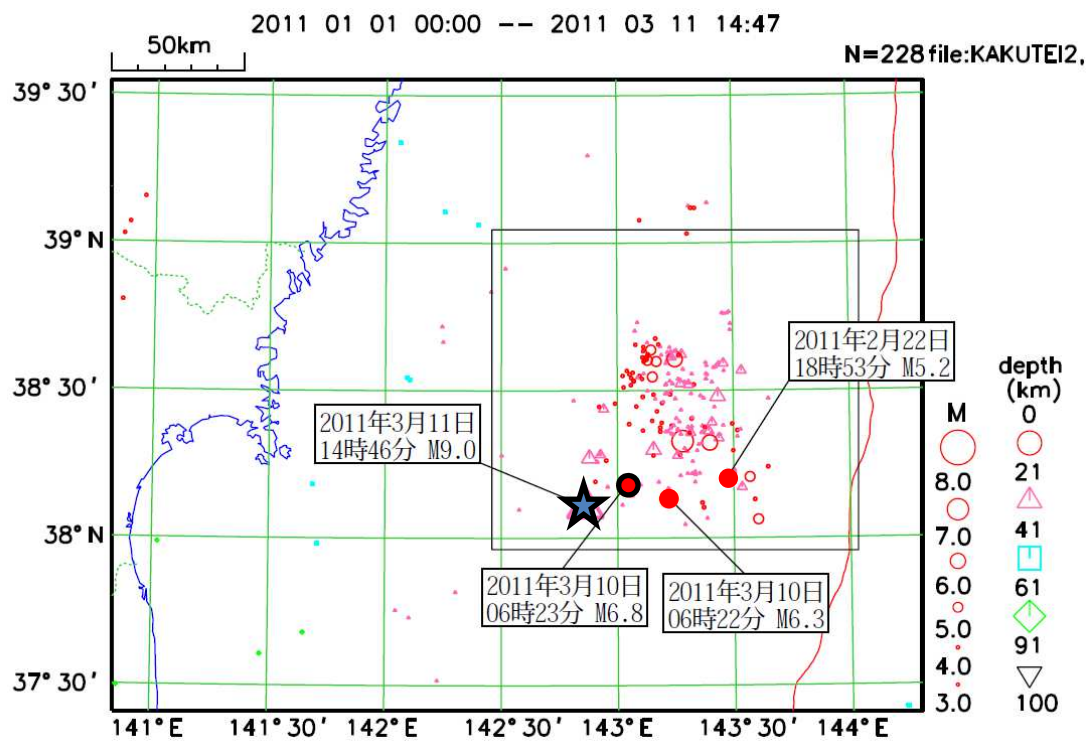 2011 01 01 00:00 -- 2011 03 11 14:47
50km
N=228 file:KAKUTEI2,
39°30'
39°N
38°30'
38°N
37°30'
2011年2月22日
18時53分 M5.2
2011年3月11日
14時46分 M9.0
2011年3月10日
06時23分 M6.8
2011年3月10日
06時22分 M6.3
141°E
141°30'
142°E
142°30'
143°E
143°30'
144°E
M
8.0
7.0
6.0
5.0
4.0
3.0
depth
(km)
0
21
41
61
91
100